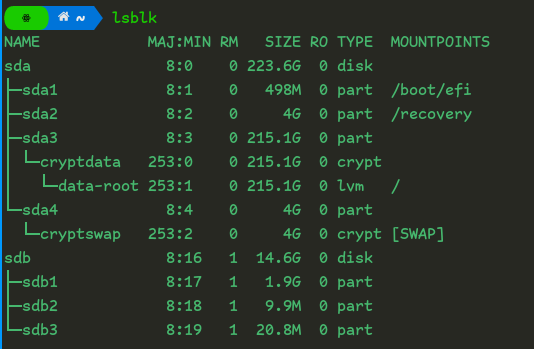 ~ lsblk
NAME MAJ:MIN RM SIZE RO TYPE MOUNTPOINTS
sda 8:0 0 223.6G 0 disk
├─sda1 8:1 0 498M 0 part /boot/efi
├─sda2 8:2 0 4G 0 part /recovery
├─sda3 8:3 0 215.1G 0 part
│ └─cryptdata 253:0 0 215.1G 0 crypt
│ └─data-root 253:1 0 215.1G 0 lvm /
└─sda4 8:4 0 4G 0 part
└─cryptswap 253:2 0 4G 0 crypt [SWAP]
sdb 8:16 1 14.6G 0 disk
├─sdb1 8:17 1 1.9G 0 part
├─sdb2 8:18 1 9.9M 0 part
└─sdb3 8:19 1 20.8M 0 part